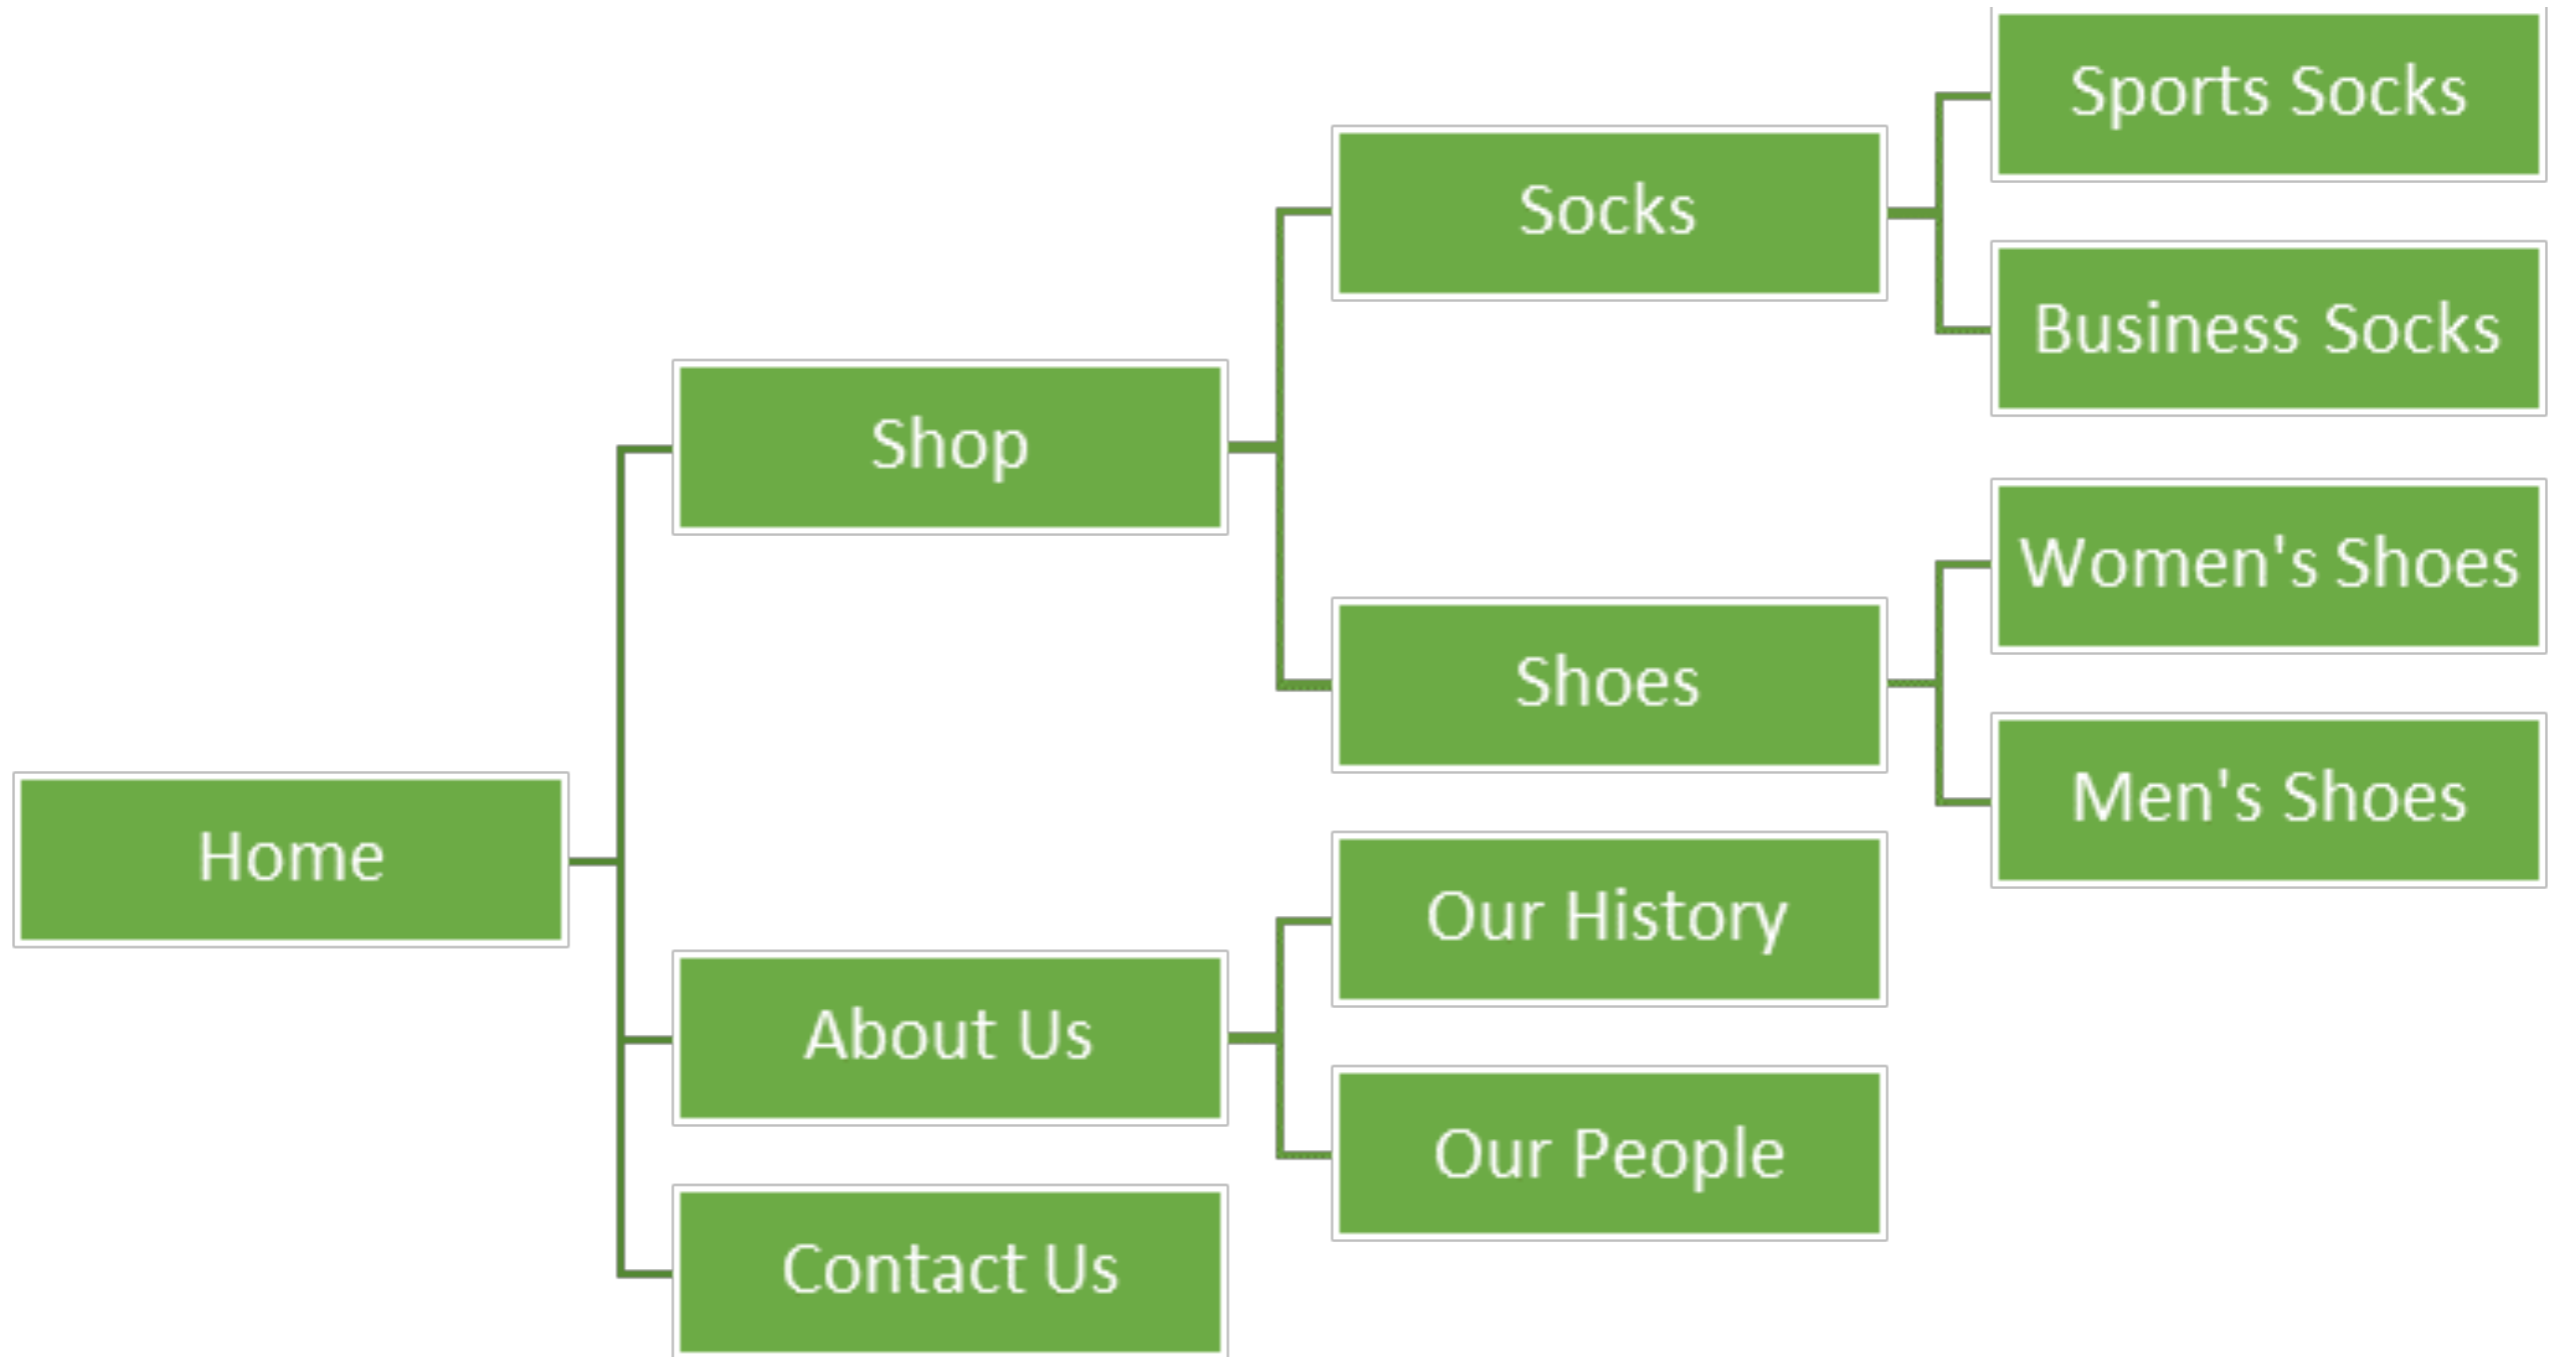 Home
Shop
Socks
Sports Socks
Business Socks
Shoes
Women's Shoes
Men's Shoes
About Us
Our History
Our People
Contact Us